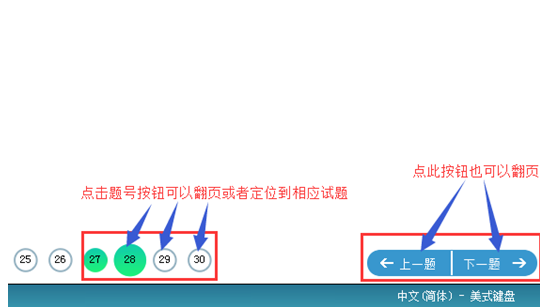 点此按钮也可以翻页
点击题号按钮可以翻页或者定位到相应试题
25 26 27 28 29 30 上一题 下一题
中文(简体) - 美式键盘